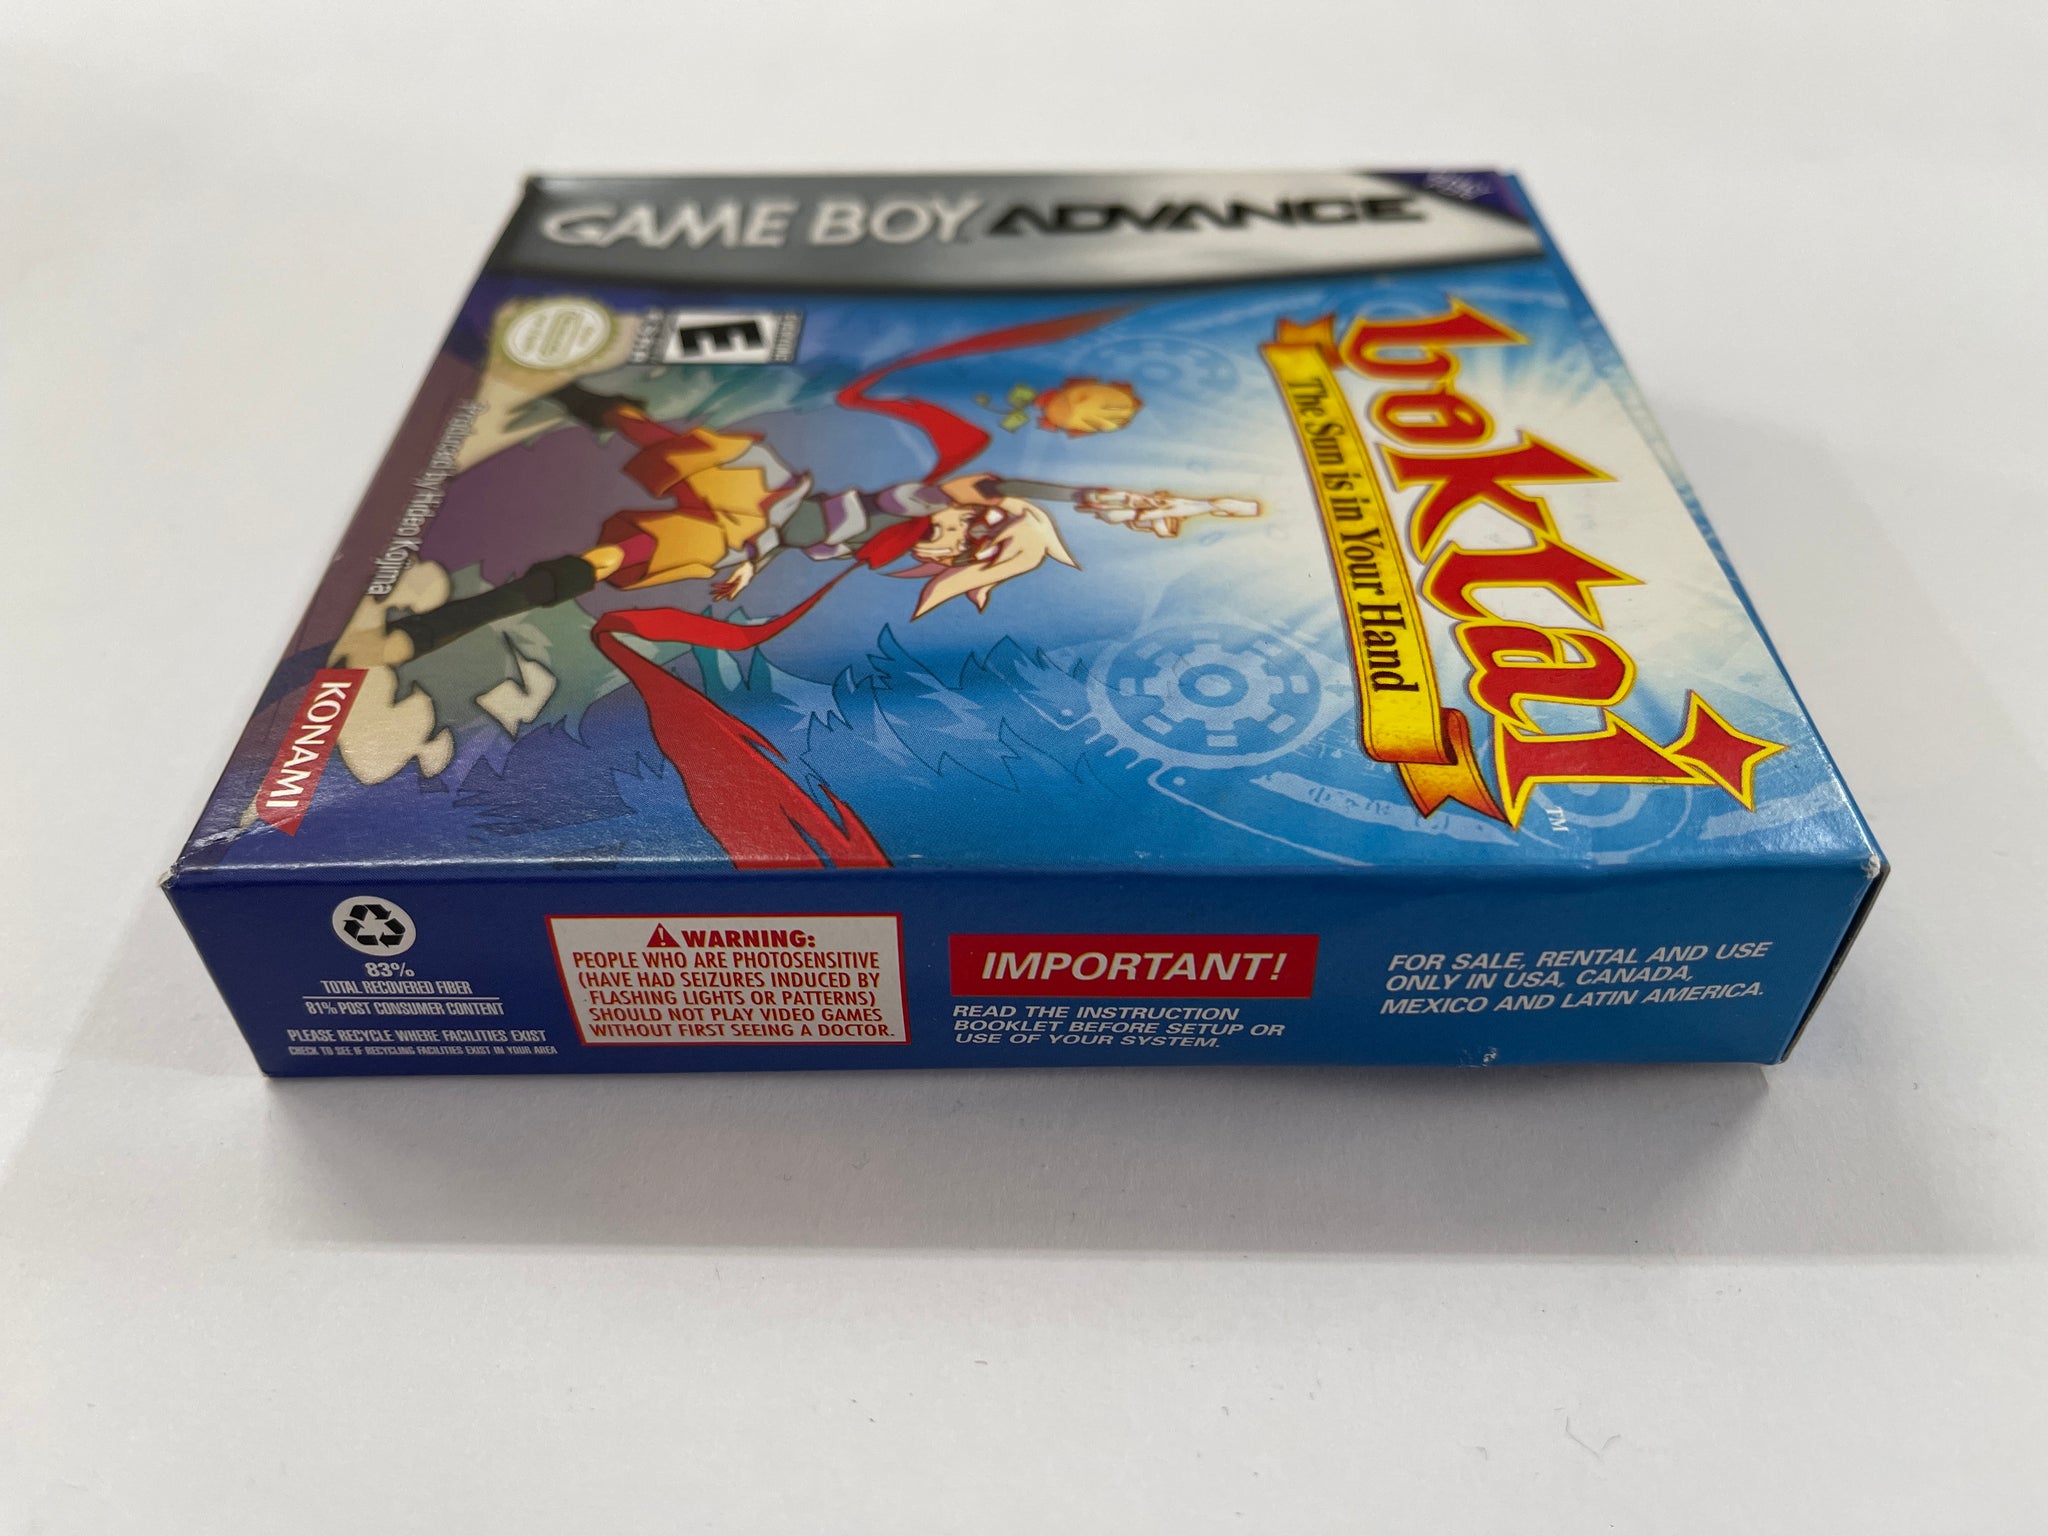 GAME BOY ADVANCE
boktai
TM
The Sun is in Your Hand
E
Produced by Hideo Kojima
KONAMI
83%
TOTAL RECOVERED FIBER
81% POST CONSUMER CONTENT
PLEASE RECYCLE WHERE FACILITIES EXIST
CHECK TO SEE IF RECYCLING FACILITIES EXIST IN YOUR AREA
WARNING:
PEOPLE WHO ARE PHOTOSENSITIVE
(HAVE HAD SEIZURES INDUCED BY
FLASHING LIGHTS OR PATTERNS)
SHOULD NOT PLAY VIDEO GAMES
WITHOUT FIRST SEEING A DOCTOR.
IMPORTANT!
READ THE INSTRUCTION
BOOKLET BEFORE SETUP OR
USE OF YOUR SYSTEM.
FOR SALE, RENTAL AND USE
ONLY IN USA, CANADA,
MEXICO AND LATIN AMERICA.